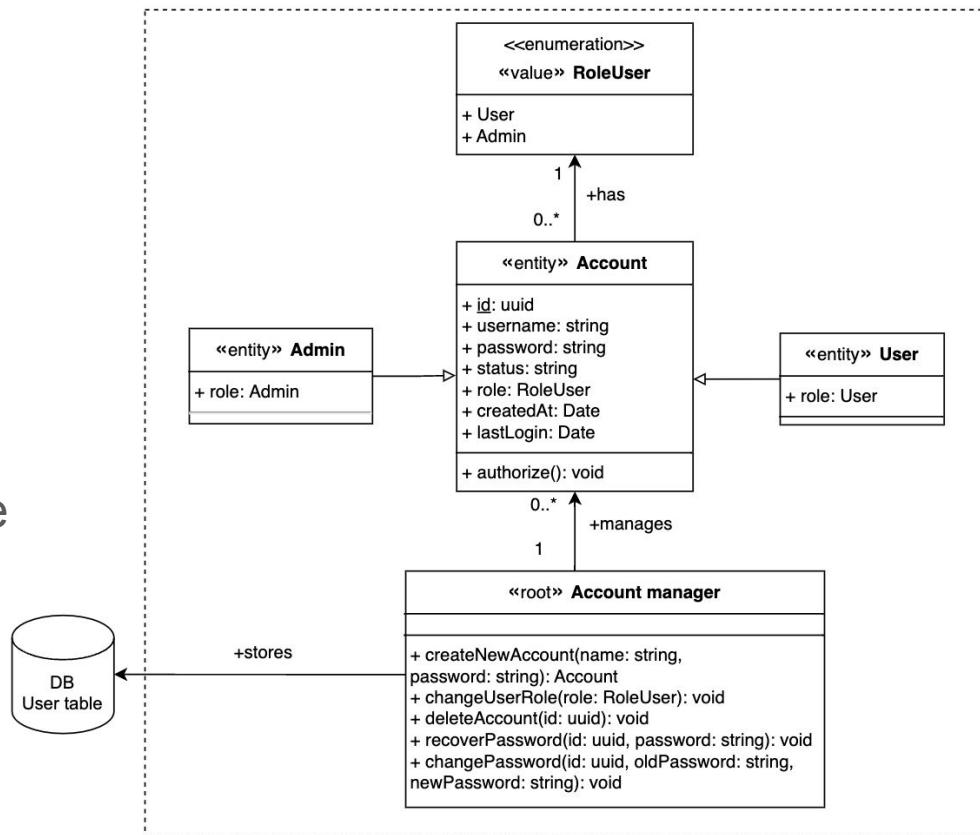 <<enumeration>>
«value» RoleUser
+ User
+ Admin
1
+has
0..*
«entity» Account
+ id: uuid
+ username: string
+ password: string
+ status: string
+ role: RoleUser
+ createdAt: Date
+ lastLogin: Date
+ authorize(): void
«entity» Admin
+ role: Admin
«entity» User
+ role: User
e
0..*
+manages
1
«root» Account manager
+ createNewAccount(name: string,
password: string): Account
+ changeUserRole(role: RoleUser): void
+ deleteAccount(id: uuid): void
+ recoverPassword(id: uuid, password: string): void
+ changePassword(id: uuid, oldPassword: string,
newPassword: string): void
+stores
DB
User table